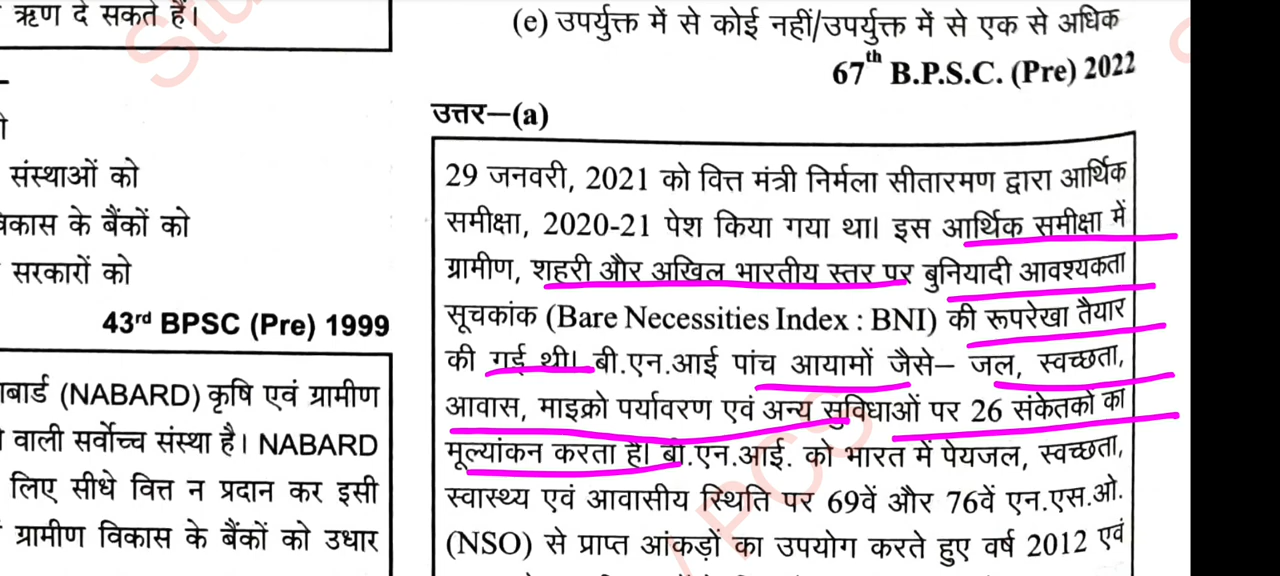 ऋण दे सकते हैं।
संस्थाओं को
विकास के बैंकों को
सरकारों को
43rd BPSC (Pre) 1999
(NABARD) कृषि एवं ग्रामीण
वाली सर्वोच्च संस्था है। NABARD
लिए सीधे वित्त न प्रदान कर इसी
ग्रामीण विकास के बैंकों को उधार
(e) उपर्युक्त में से कोई नहीं/उपर्युक्त में से एक से अधिक
67th B.P.S.C. (Pre) 2022
उत्तर–(a)
29 जनवरी, 2021 को वित्त मंत्री निर्मला सीतारमण द्वारा आर्थिक
समीक्षा, 2020-21 पेश किया गया था। इस आर्थिक समीक्षा में
ग्रामीण, शहरी और अखिल भारतीय स्तर पर बुनियादी आवश्यकता
सूचकांक (Bare Necessities Index : BNI) की रूपरेखा तैयार
की गई थी। बी.एन.आई पांच आयामों जैसे– जल, स्वच्छता,
आवास, माइक्रो पर्यावरण एवं अन्य सुविधाओं पर 26 संकेतकों का
मूल्यांकन करता है। बी.एन.आई. को भारत में पेयजल, स्वच्छता,
स्वास्थ्य एवं आवासीय स्थिति पर 69वें और 76वें एन.एस.ओ.
(NSO) से प्राप्त आंकड़ों का उपयोग करते हुए वर्ष 2012 एवं
PCS